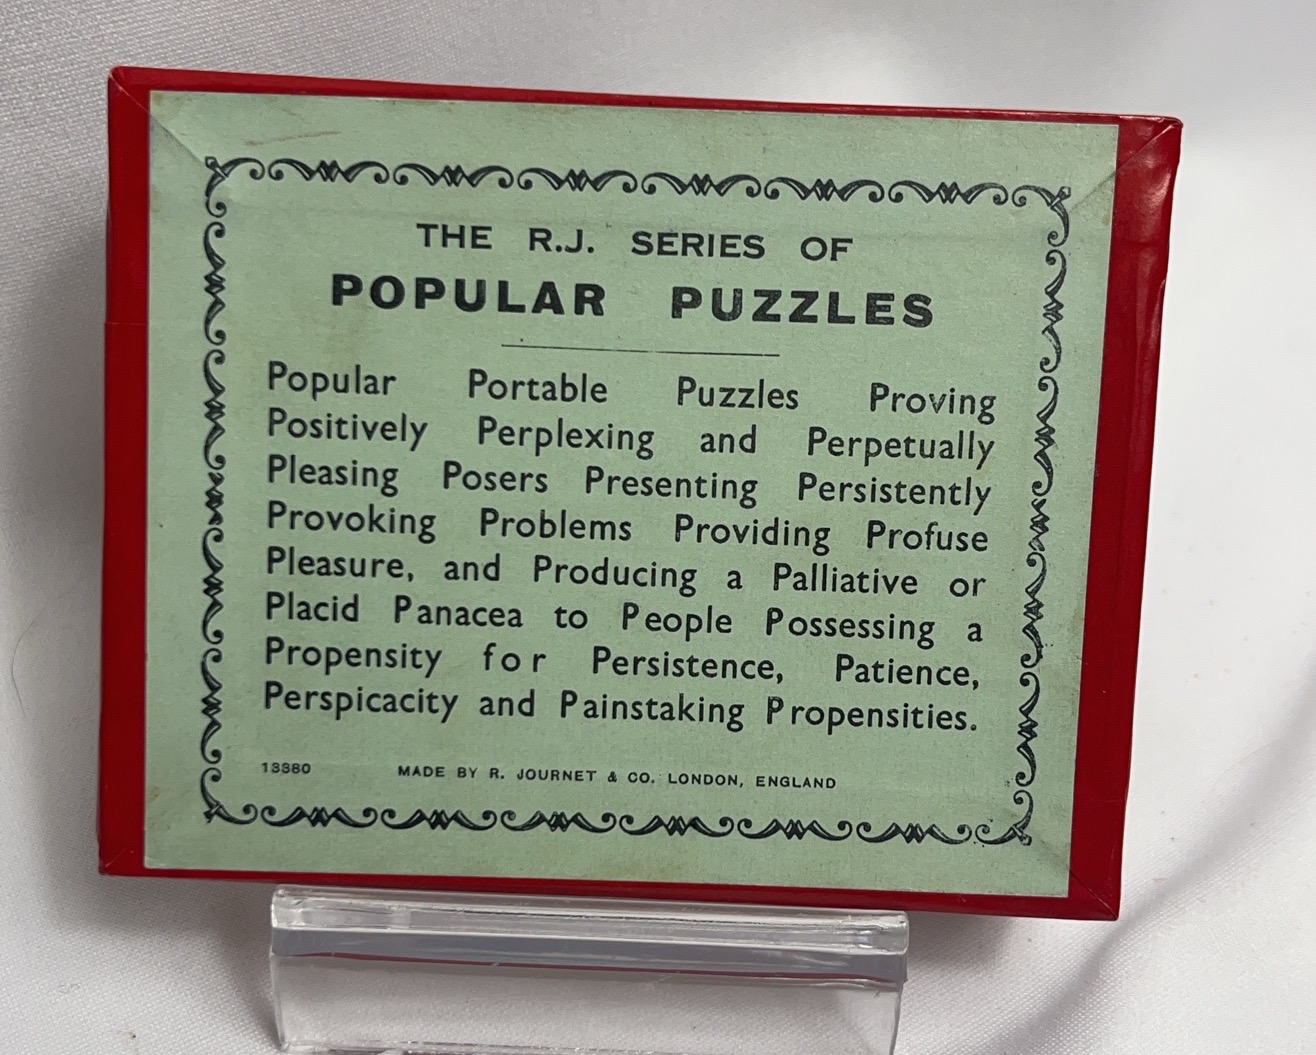 THE R.J. SERIES OF
POPULAR PUZZLES
Popular Portable Puzzles Proving
Positively Perplexing and Perpetually
Pleasing Posers Presenting Persistently
Provoking Problems Providing Profuse
Pleasure, and Producing a Palliative or
Placid Panacea to People Possessing a
Propensity for Persistence, Patience,
Perspicacity and Painstaking Propensities.
13380 MADE BY R. JOURNET & CO. LONDON, ENGLAND